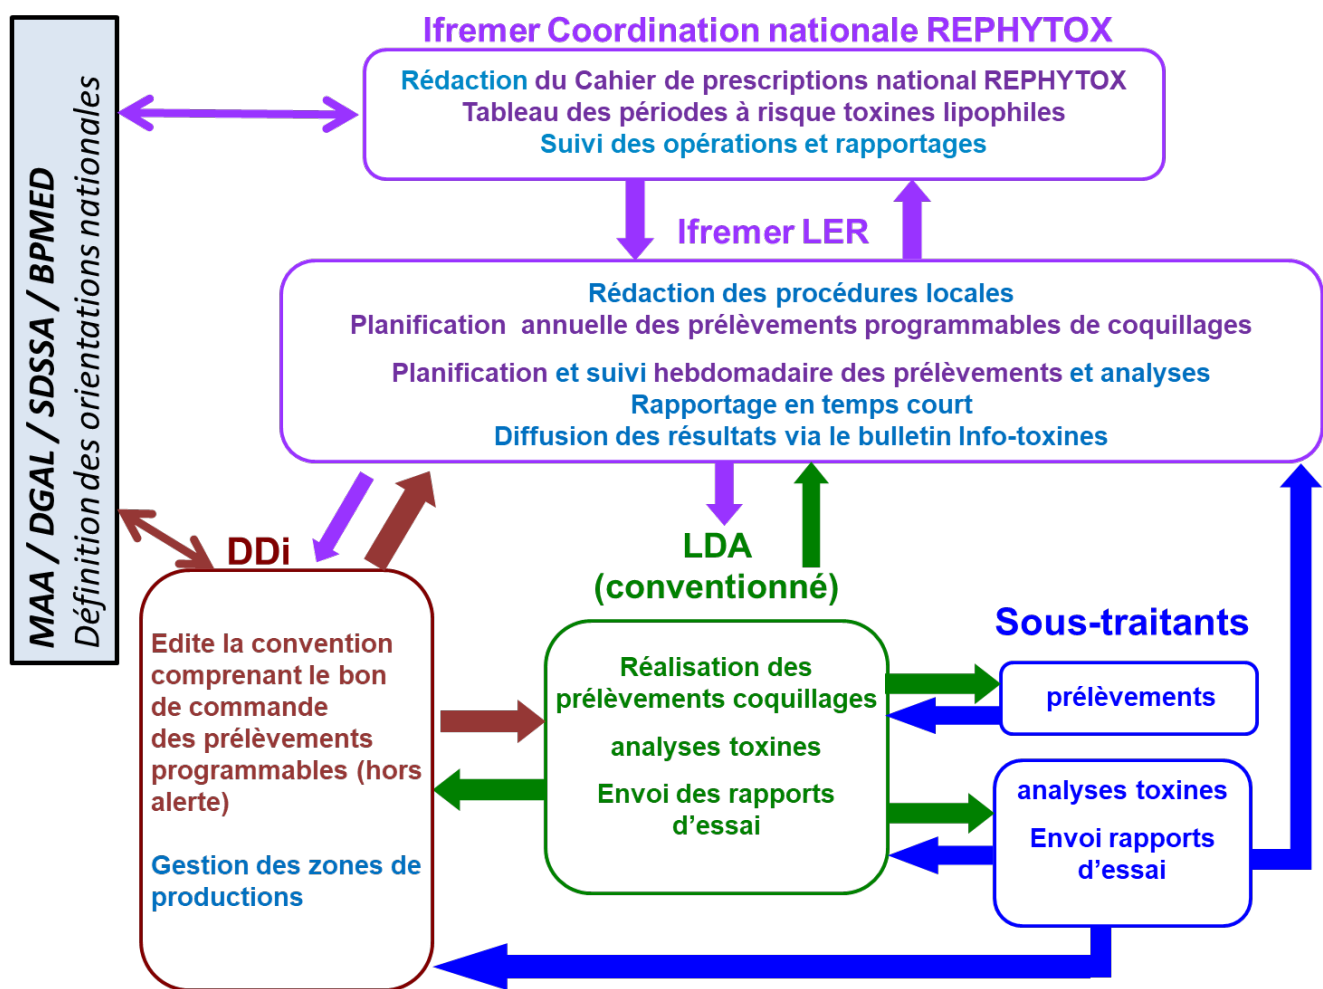 MAA / DGAL / SDSSA / BPMED
Définition des orientations nationales
Ifremer Coordination nationale REPHYTOX
Rédaction du Cahier de prescriptions national REPHYTOX
Tableau des périodes à risque toxines lipophiles
Suivi des opérations et rapportages
Ifremer LER
Rédaction des procédures locales
Planification annuelle des prélèvements programmables de coquillages
Planification et suivi hebdomadaire des prélèvements et analyses
Rapportage en temps court
Diffusion des résultats via le bulletin Info-toxines
DDi
Edite la convention
comprenant le bon
de commande
des prélèvements
programmables (hors
alerte)
Gestion des zones de
productions
LDA
(conventionné)
Réalisation des
prélèvements coquillages
analyses toxines
Envoi des rapports
d’essai
Sous-traitants
prélèvements
analyses toxines
Envoi rapports
d’essai